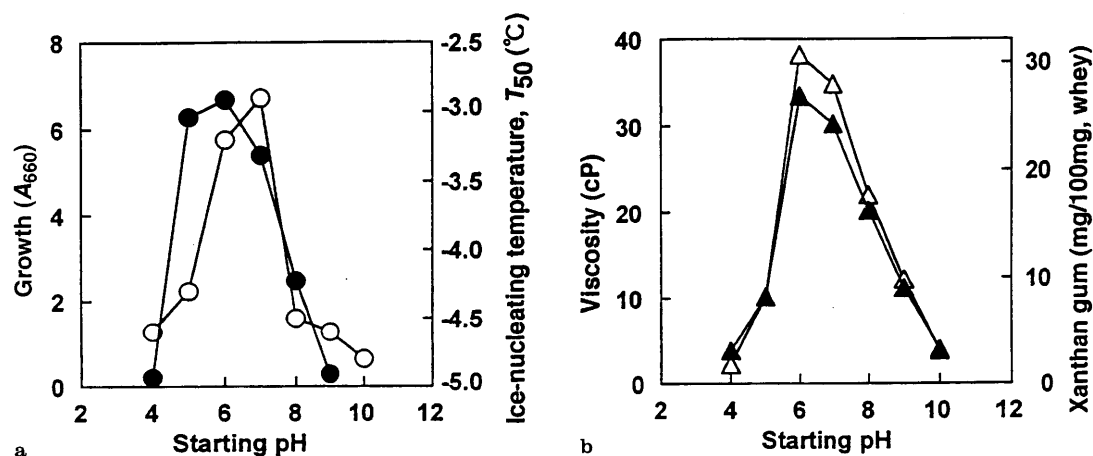 8
6
4
2
0
Growth (A660)
-2.5
-3.0
-3.5
-4.0
-4.5
-5.0
Ice-nucleating temperature, T50 (°C)
2 4 6 8 10 12
Starting pH
a
40
30
20
10
0
Viscosity (cP)
30
20
10
0
Xanthan gum (mg/100mg, whey)
2 4 6 8 10 12
Starting pH
b